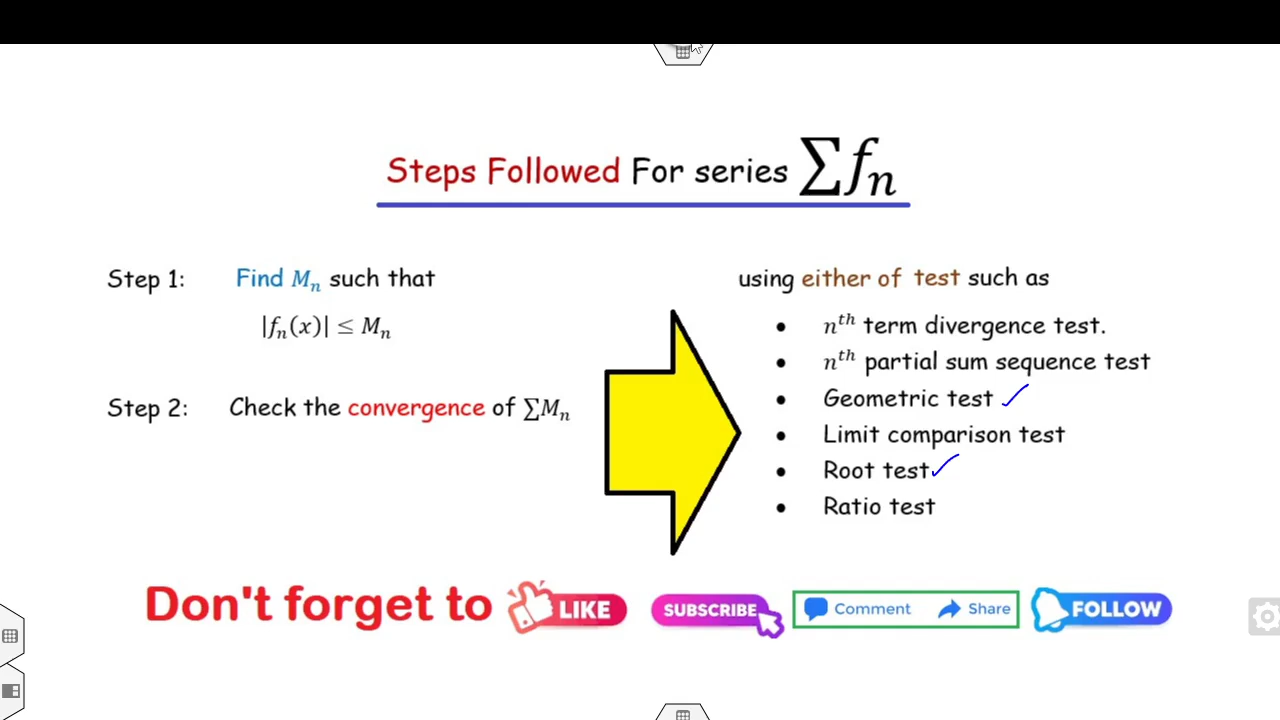 Steps Followed For series ∑fₙ
Step 1: Find Mₙ such that
|fₙ(x)| ≤ Mₙ
Step 2: Check the convergence of ∑Mₙ
using either of test such as
• nᵗʰ term divergence test.
• nᵗʰ partial sum sequence test
• Geometric test ✓
• Limit comparison test
• Root test ✓
• Ratio test
Don't forget to LIKE SUBSCRIBE Comment Share FOLLOW